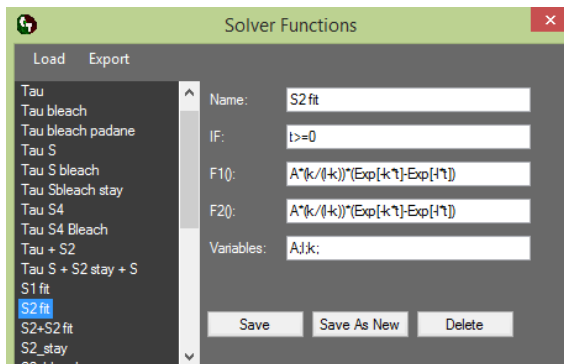 Solver Functions
Load Export
Tau
Tau bleach
Tau bleach padane
Tau S
Tau S bleach
Tau Sbleach stay
Tau S4
Tau S4 Bleach
Tau + S2
Tau S + S2 stay + S
S1 fit
S2 fit
S2+S2 fit
S2_stay
Name: S2 fit
IF: t>=0
F1(): A*(k/(l-k))*(Exp[-k*t]-Exp[-l*t])
F2(): A*(k/(l-k))*(Exp[-k*t]-Exp[-l*t])
Variables: A;l;k;
Save Save As New Delete